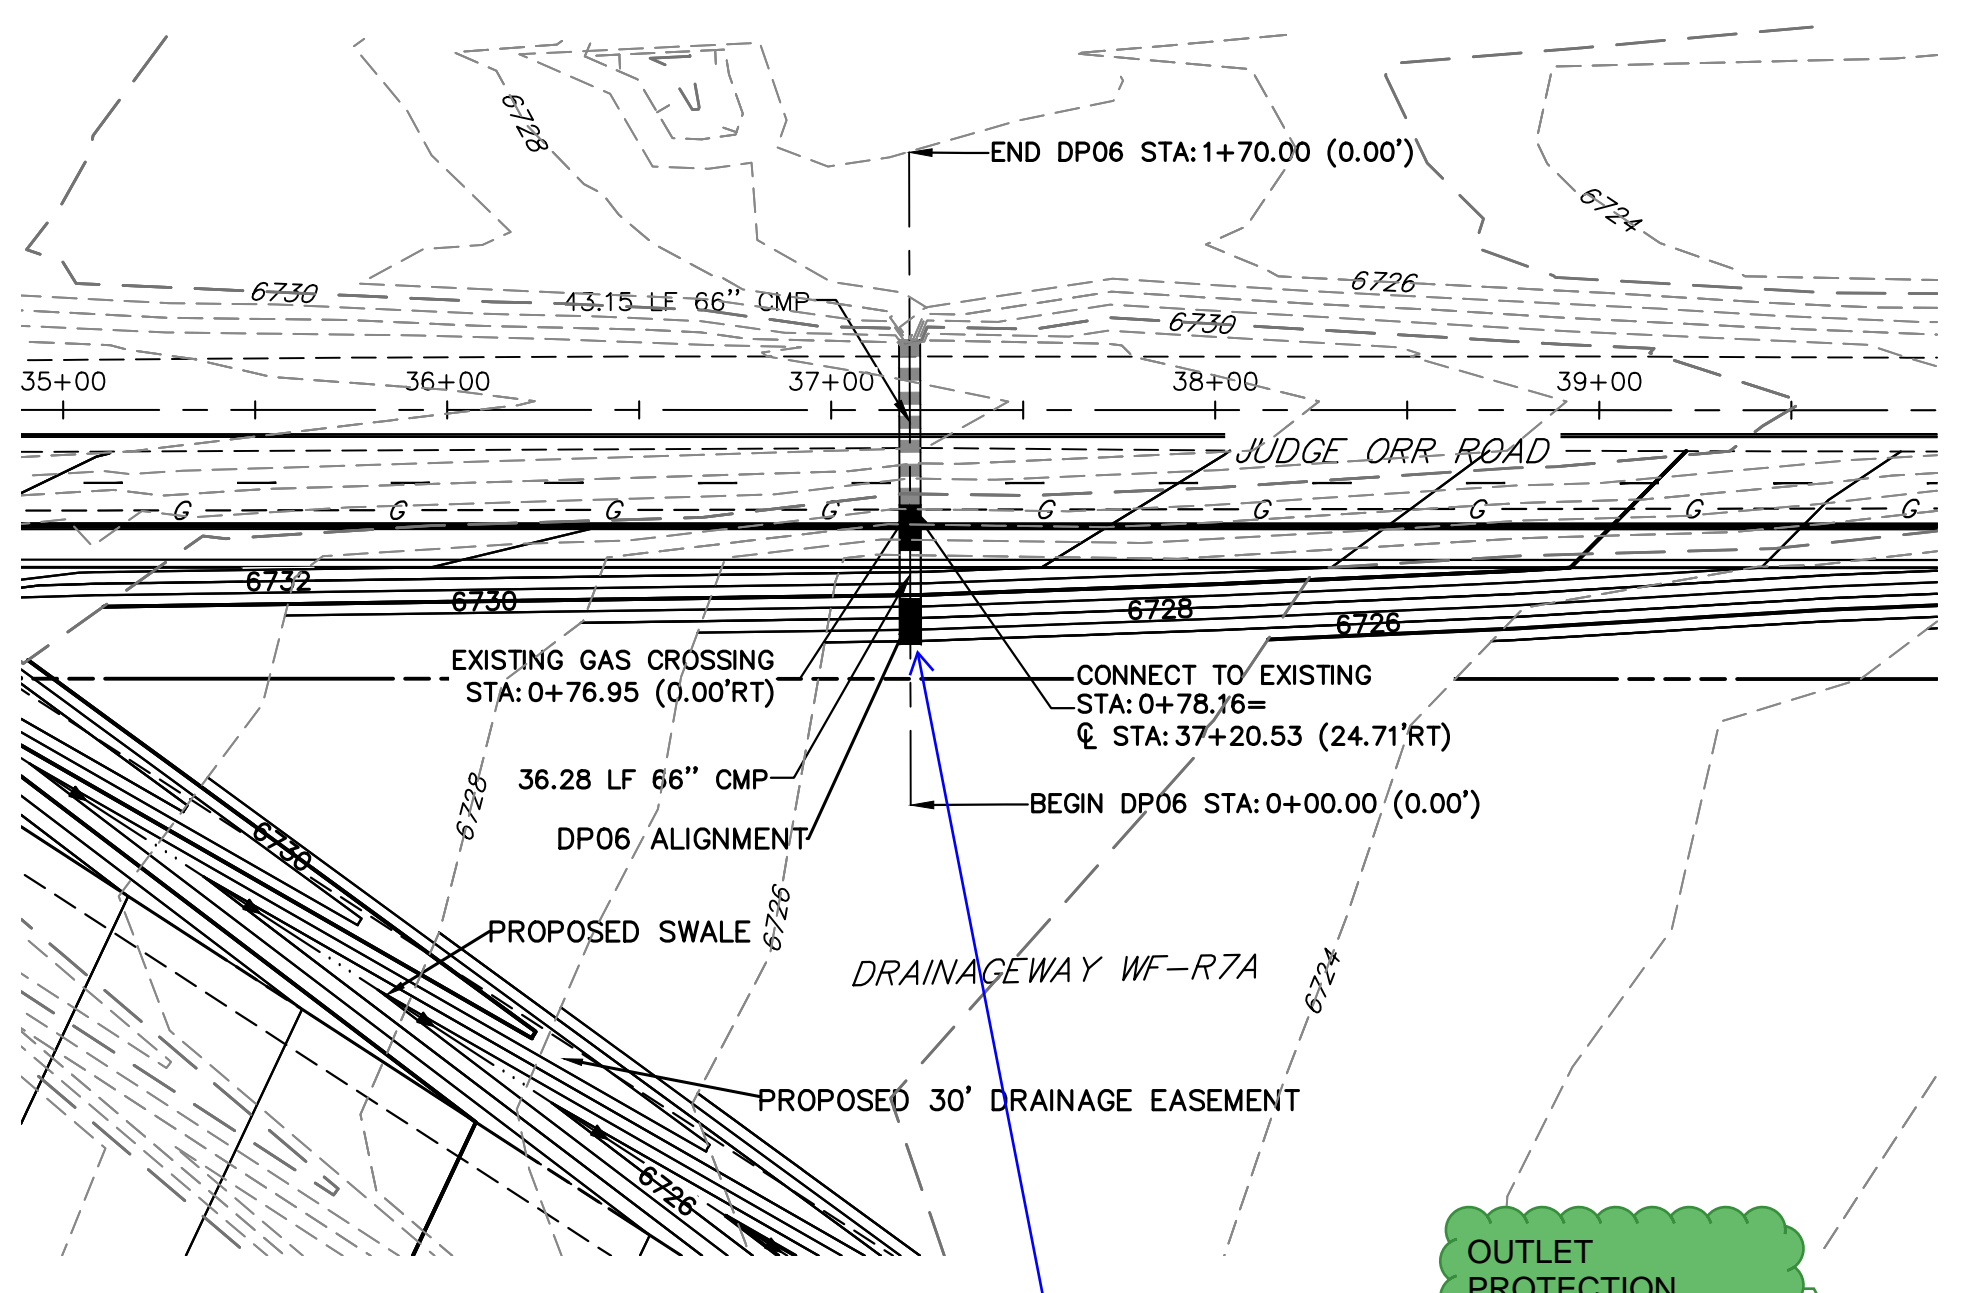 6728
END DP06 STA:1+70.00 (0.00')
6724
6730
43.15 LF 66" CMP
6726
6730
35+00
36+00
37+00
38+00
39+00
JUDGE ORR ROAD
G G G G G G G G G
6732
6730
6728
6726
EXISTING GAS CROSSING
STA:0+76.95 (0.00'RT)
CONNECT TO EXISTING
STA:0+78.16=
℄ STA:37+20.53 (24.71'RT)
36.28 LF 66" CMP
BEGIN DP06 STA:0+00.00 (0.00')
6728
DP06 ALIGNMENT
6730
6726
PROPOSED SWALE
DRAINAGEWAY WF-R7A
6724
PROPOSED 30' DRAINAGE EASEMENT
6726
OUTLET
PROTECTION